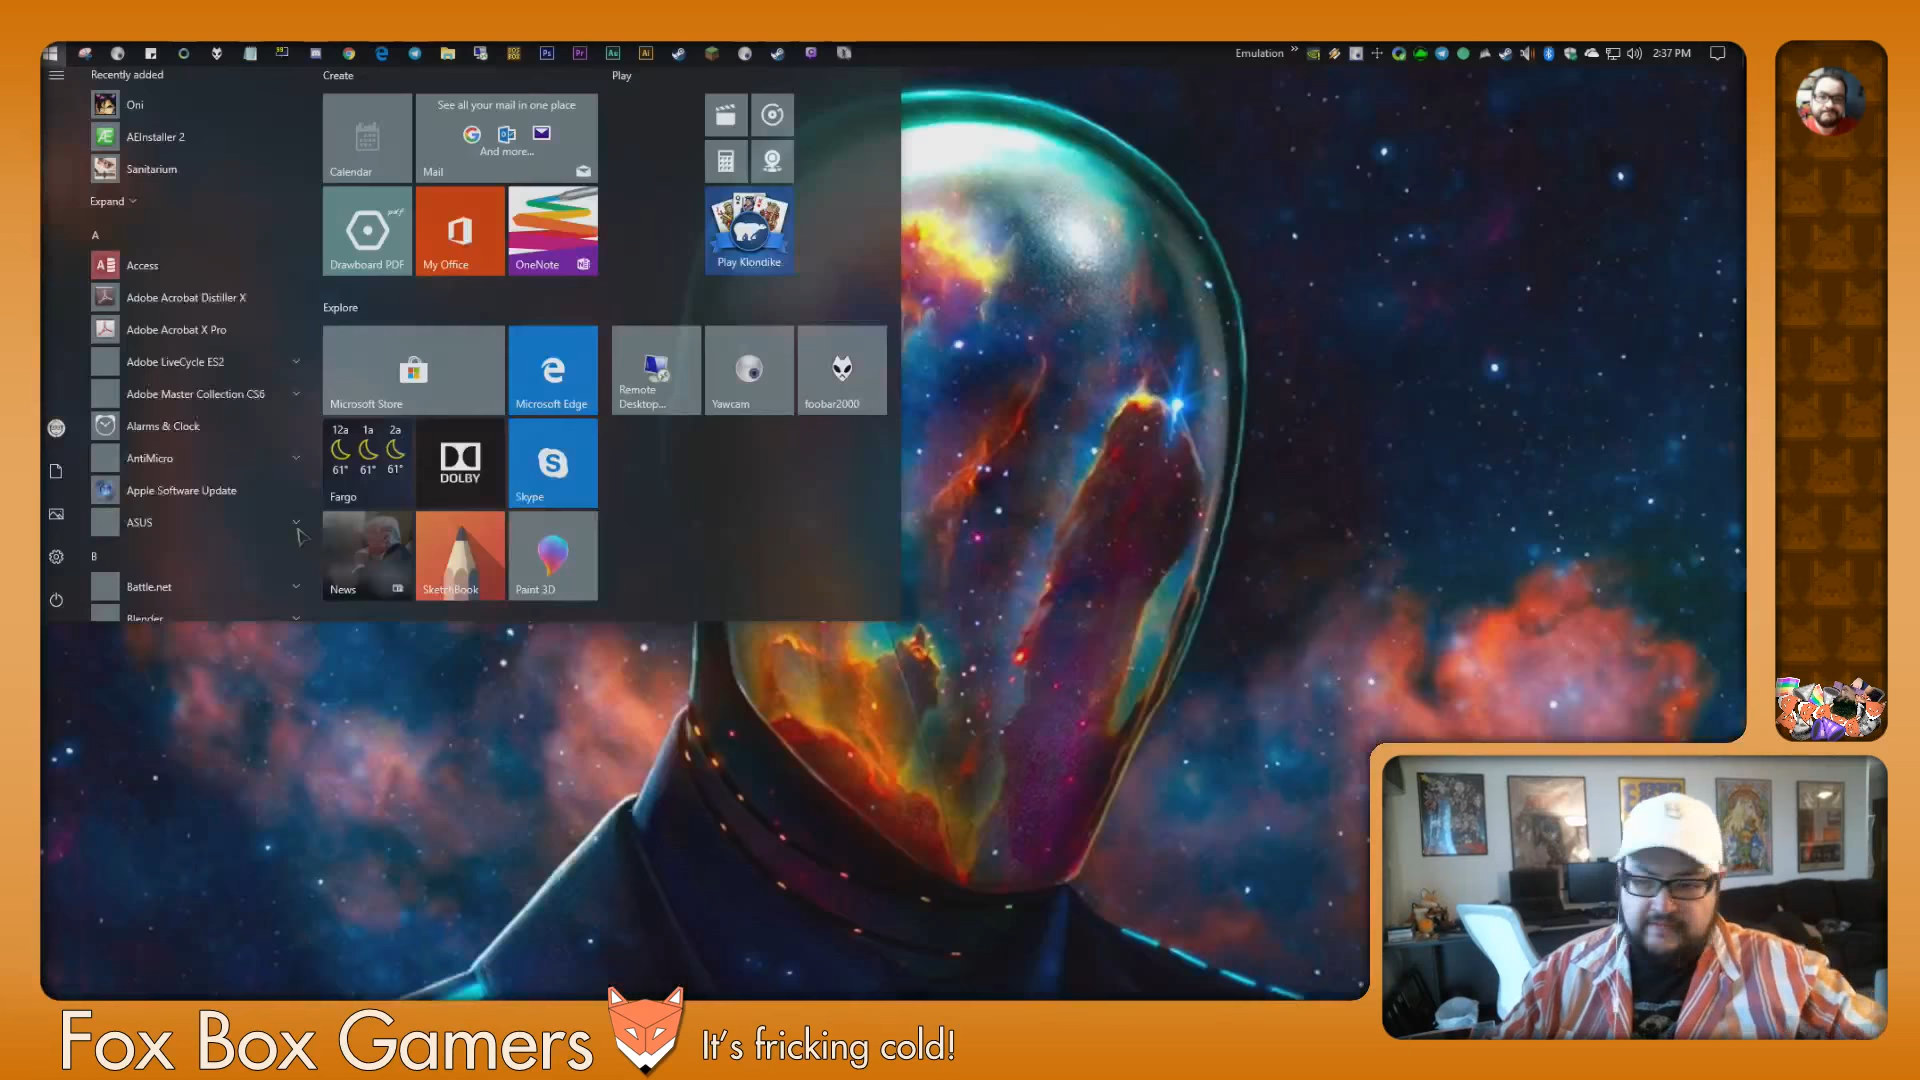 Emulation
2:37 PM
Recently added
Oni
AEInstaller 2
Sanitarium
Expand
A
Access
Adobe Acrobat Distiller X
Adobe Acrobat X Pro
Adobe LiveCycle ES2
Adobe Master Collection CS6
Alarms & Clock
AntiMicro
Apple Software Update
ASUS
B
Battle.net
Blender
Create
Calendar
See all your mail in one place
And more...
Mail
Drawboard PDF
My Office
OneNote
Explore
Microsoft Store
Microsoft Edge
12a 1a 2a
61° 61° 61°
Fargo
DOLBY
Skype
News
SketchBook
Paint 3D
Play
Play Klondike
Remote
Desktop...
Yawcam
foobar2000
Fox Box Gamers
It's fricking cold!